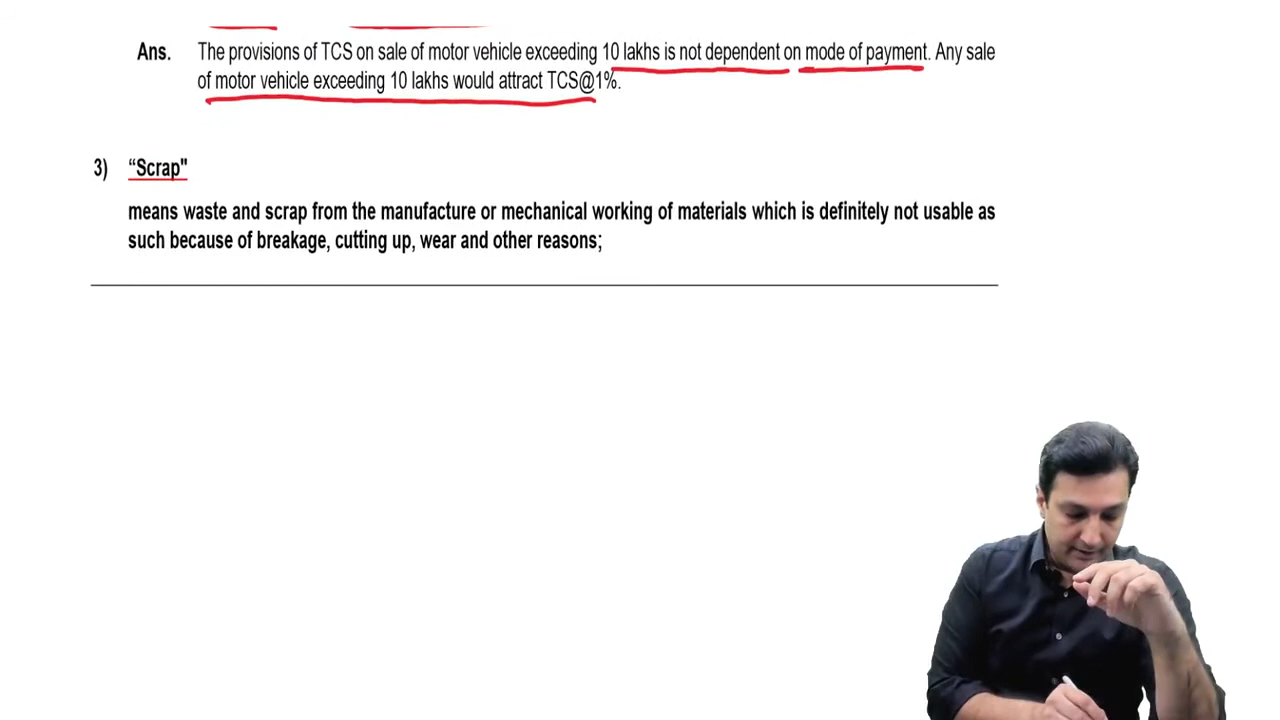 Ans. The provisions of TCS on sale of motor vehicle exceeding 10 lakhs is not dependent on mode of payment. Any sale
of motor vehicle exceeding 10 lakhs would attract TCS@1%.
3) “Scrap"
means waste and scrap from the manufacture or mechanical working of materials which is definitely not usable as
such because of breakage, cutting up, wear and other reasons;